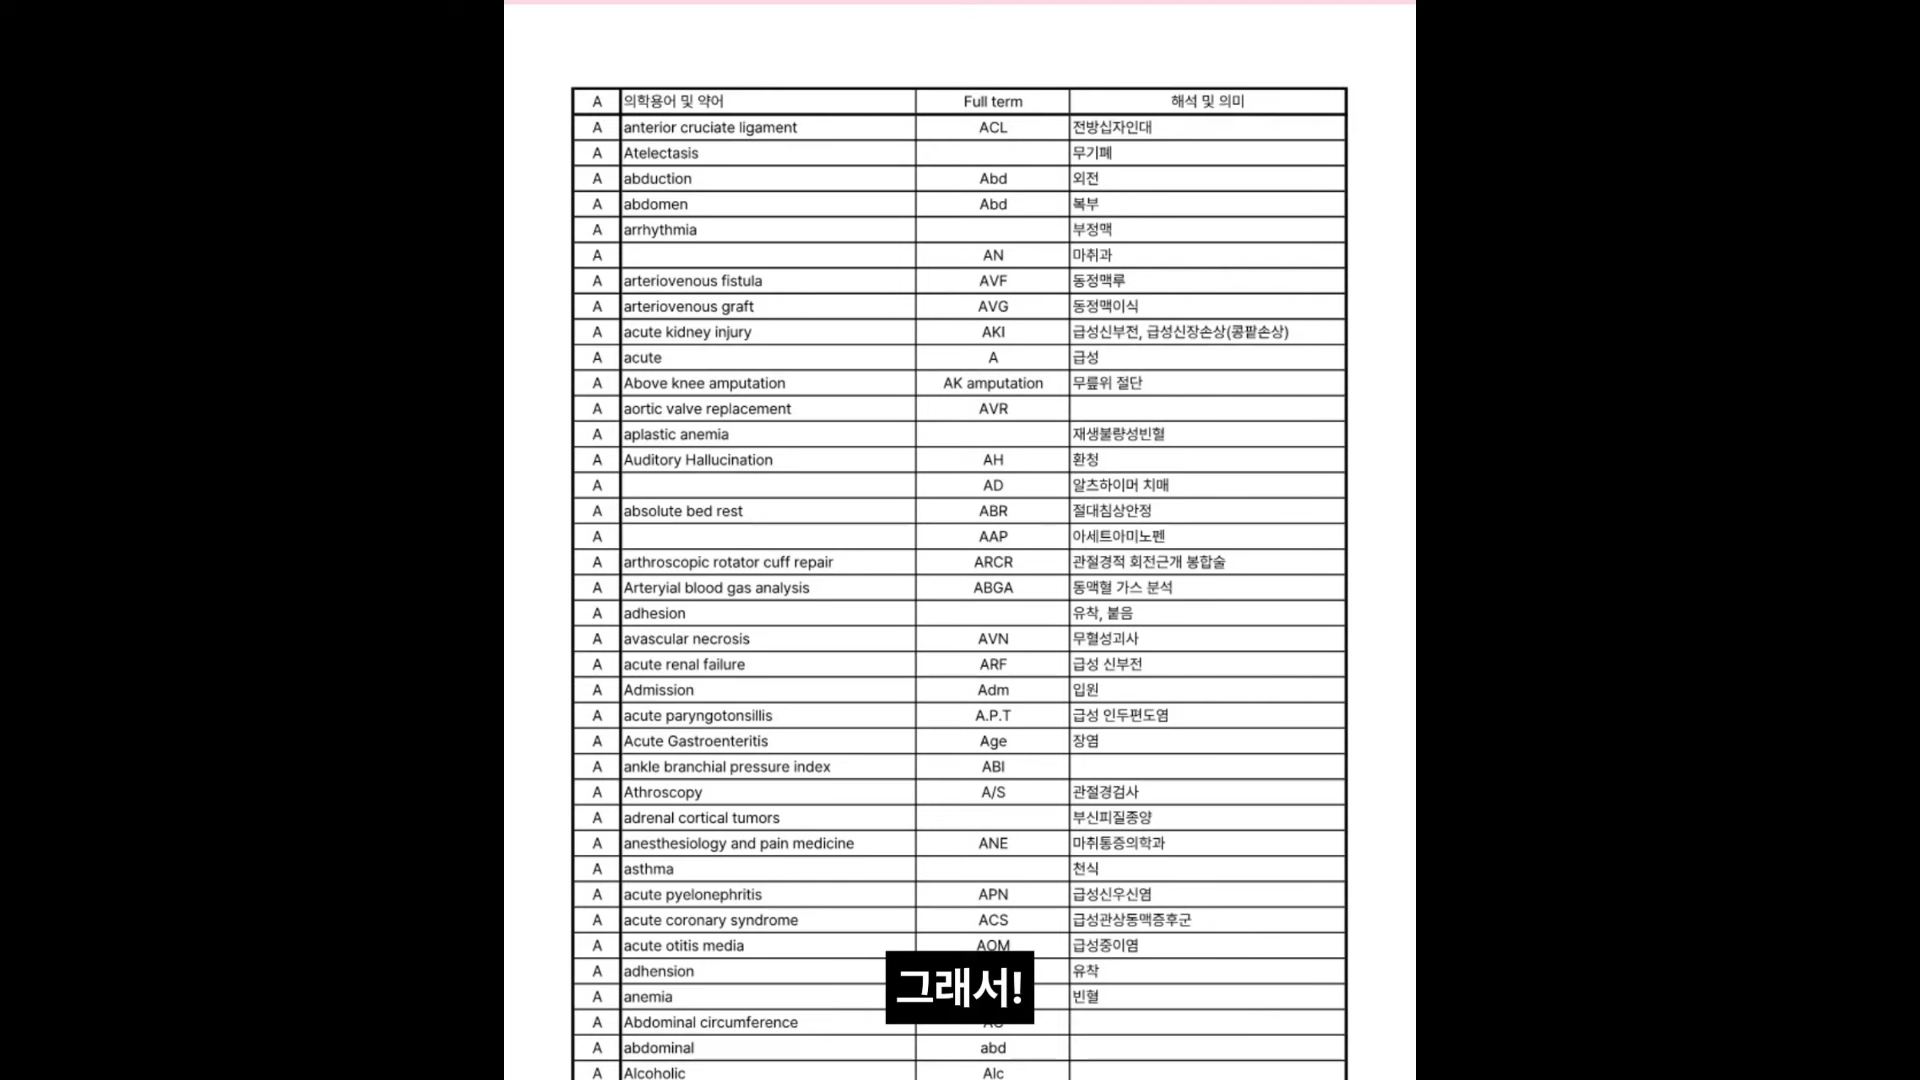 A 의학용어 및 약어 Full term 해석 및 의미
A anterior cruciate ligament ACL 전방십자인대
A Atelectasis 무기폐
A abduction Abd 외전
A abdomen Abd 복부
A arrhythmia 부정맥
A AN 마취과
A arteriovenous fistula AVF 동정맥루
A arteriovenous graft AVG 동정맥이식
A acute kidney injury AKI 급성신부전, 급성신장손상(콩팥손상)
A acute A 급성
A Above knee amputation AK amputation 무릎위 절단
A aortic valve replacement AVR
A aplastic anemia 재생불량성빈혈
A Auditory Hallucination AH 환청
A AD 알츠하이머 치매
A absolute bed rest ABR 절대침상안정
A AAP 아세트아미노펜
A arthroscopic rotator cuff repair ARCR 관절경적 회전근개 봉합술
A Arteryial blood gas analysis ABGA 동맥혈 가스 분석
A adhesion 유착, 붙음
A avascular necrosis AVN 무혈성괴사
A acute renal failure ARF 급성 신부전
A Admission Adm 입원
A acute paryngotonsillis A.P.T 급성 인두편도염
A Acute Gastroenteritis Age 장염
A ankle branchial pressure index ABI
A Athroscopy A/S 관절경검사
A adrenal cortical tumors 부신피질종양
A anesthesiology and pain medicine ANE 마취통증의학과
A asthma 천식
A acute pyelonephritis APN 급성신우신염
A acute coronary syndrome ACS 급성관상동맥증후군
A acute otitis media AOM 급성중이염
A adhension 유착
그래서!
A anemia 빈혈
A Abdominal circumference
A abdominal abd
A Alcoholic Alc